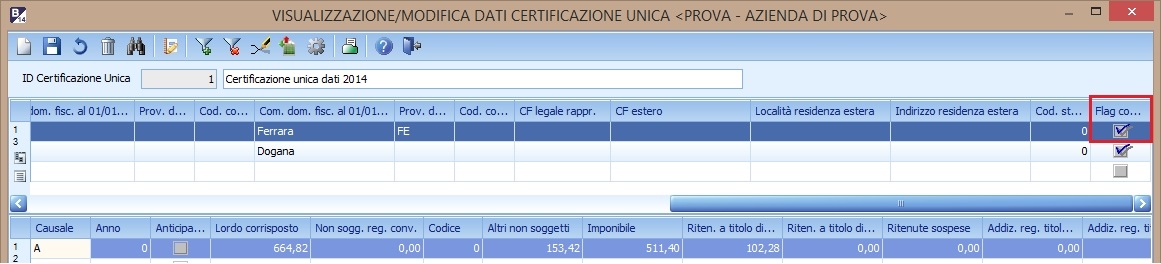 B
14
VISUALIZZAZIONE/MODIFICA DATI CERTIFICAZIONE UNICA <PROVA - AZIENDA DI PROVA>
ID Certificazione Unica 1 Certificazione unica dati 2014
dom. fisc. al 01/01... Prov. d... Cod. co... Com. dom. fisc. al 01/01... Prov. d... Cod. co... CF legale rappr. CF estero Località residenza estera Indirizzo residenza estera Cod. st... Flag co...
1 Ferrara FE 0
3
Dogana 0
Causale Anno Anticipa... Lordo corrisposto Non sogg. reg. conv. Codice Altri non soggetti Imponibile Riten. a titolo di... Riten. a titolo di... Ritenute sospese Addiz. reg. titol... Addiz. reg. ti
1 A 0 664,82 0,00 0 153,42 511,40 102,28 0,00 0,00 0,00
2